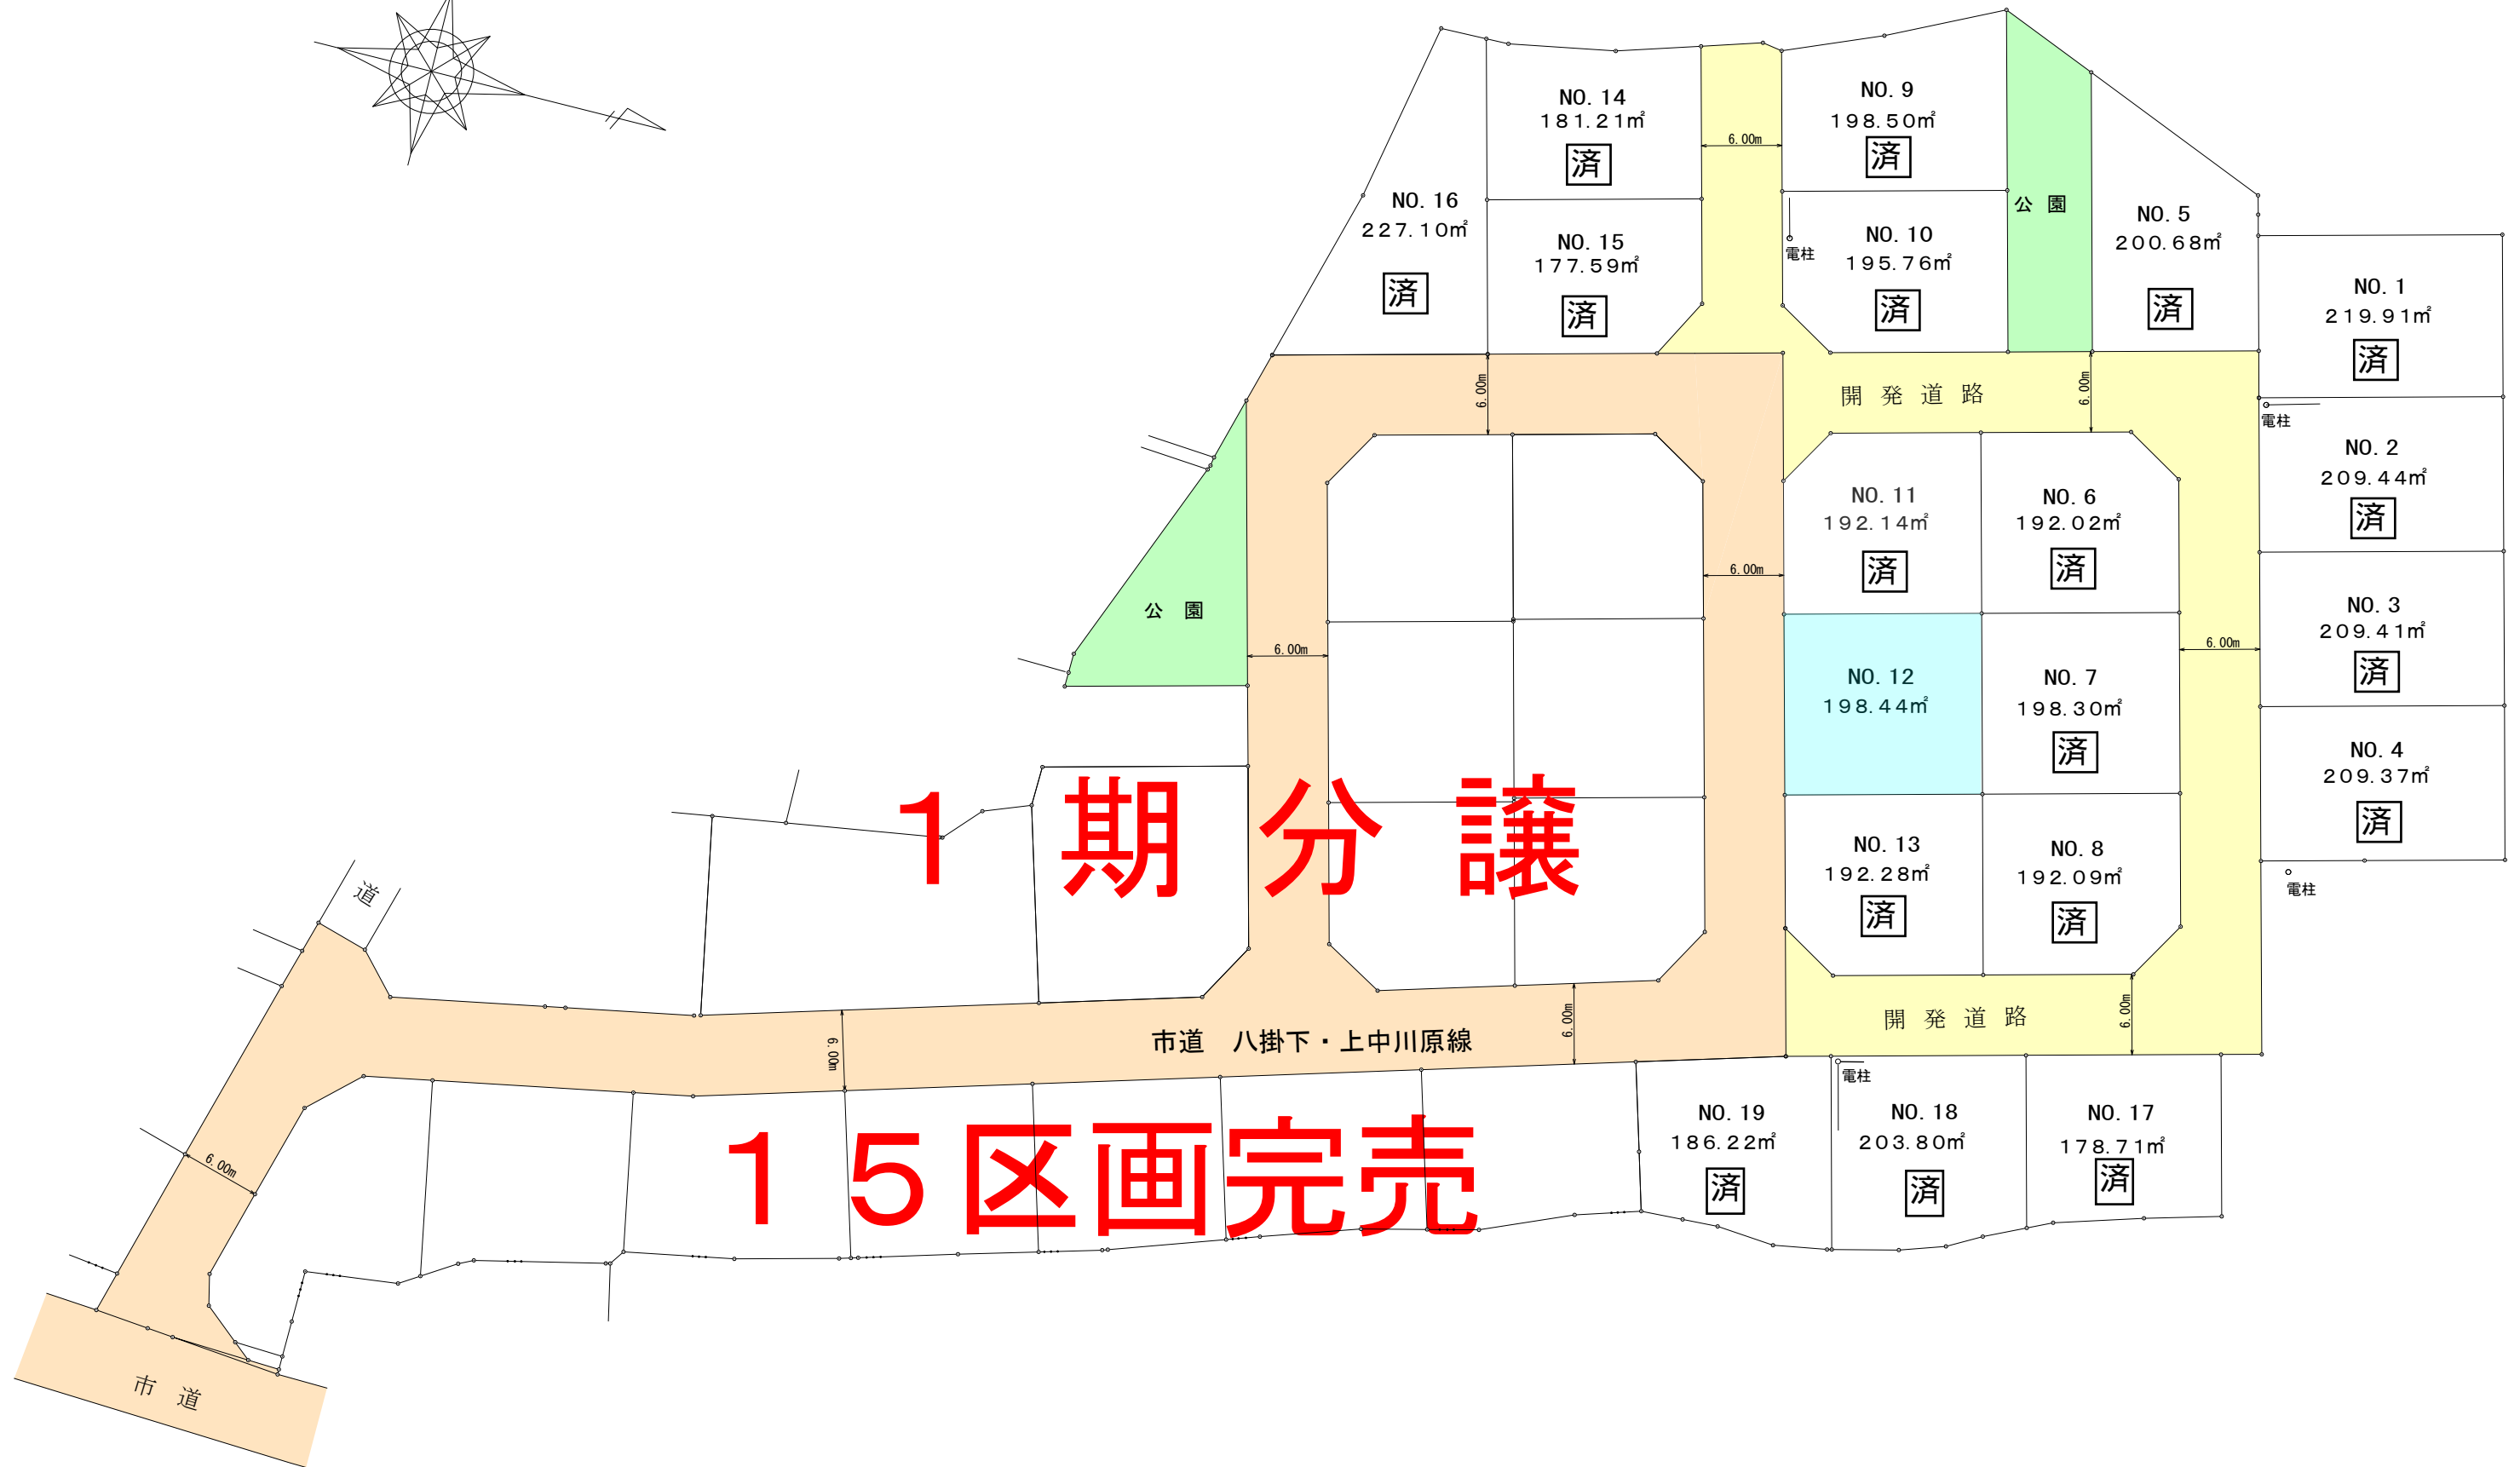 NO. 14
181.21㎡
済
NO. 9
198.50㎡
済
6.00m
NO. 16
227.10㎡
済
NO. 15
177.59㎡
済
電柱
NO. 10
195.76㎡
済
公 園
NO. 5
200.68㎡
済
NO. 1
219.91㎡
済
6.00m
開 発 道 路
6.00m
電柱
NO. 2
209.44㎡
済
NO. 11
192.14㎡
済
NO. 6
192.02㎡
済
6.00m
公 園
6.00m
6.00m
NO. 3
209.41㎡
済
NO. 12
198.44㎡
NO. 7
198.30㎡
済
NO. 4
209.37㎡
済
電柱
1 期 分 譲
NO. 13
192.28㎡
済
NO. 8
192.09㎡
済
道
市道 八掛下・上中川原線
6.00m
6.00m
開 発 道 路
6.00m
電柱
15区画完売
NO. 19
186.22㎡
済
NO. 18
203.80㎡
済
NO. 17
178.71㎡
済
6.00m
市 道